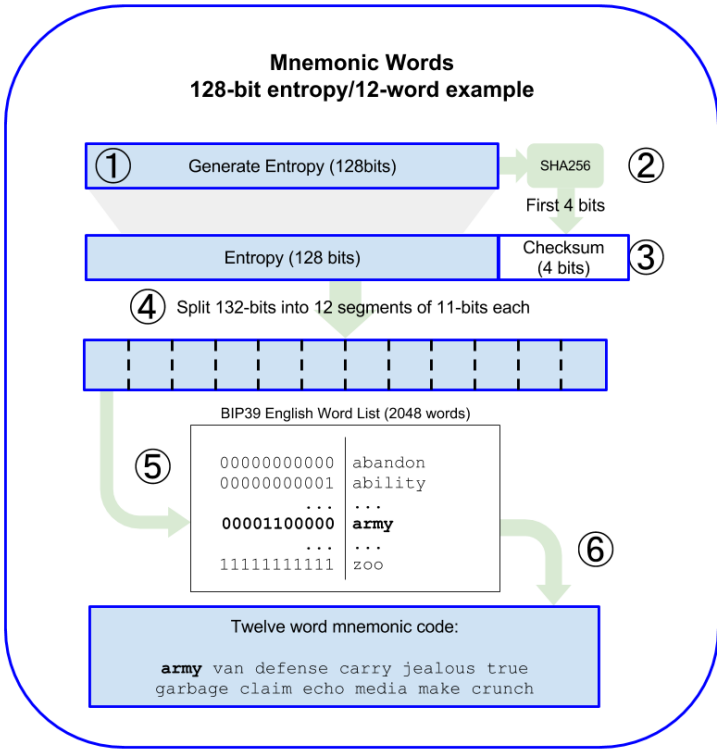 Mnemonic Words
128-bit entropy/12-word example
① Generate Entropy (128bits) SHA256 ②
First 4 bits
Entropy (128 bits) Checksum (4 bits) ③
④ Split 132-bits into 12 segments of 11-bits each
BIP39 English Word List (2048 words)
⑤
00000000000 abandon
00000000001 ability
... ...
00001100000 army
... ...
11111111111 zoo
⑥
Twelve word mnemonic code:
army van defense carry jealous true
garbage claim echo media make crunch